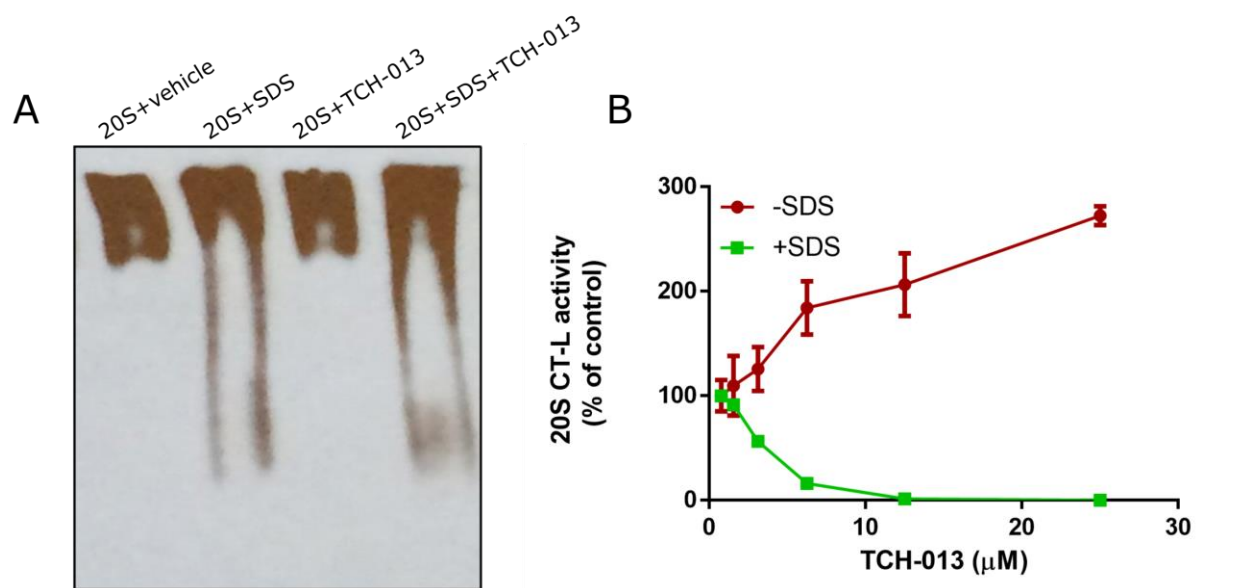 A
20S+vehicle
20S+SDS
20S+TCH-013
20S+SDS+TCH-013
B
300
200
100
0
-SDS
+SDS
20S CT-L activity
(% of control)
0
10
20
30
TCH-013 (μM)